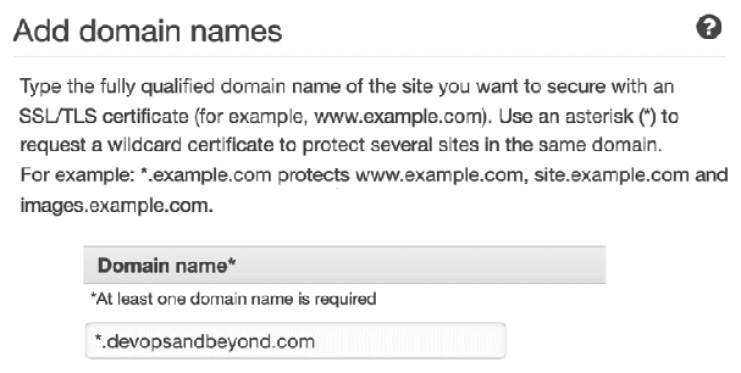 Add domain names
Type the fully qualified domain name of the site you want to secure with an
SSL/TLS certificate (for example, www.example.com). Use an asterisk (*) to
request a wildcard certificate to protect several sites in the same domain.
For example: *.example.com protects www.example.com, site.example.com and
images.example.com.
Domain name*
*At least one domain name is required
*.devopsandbeyond.com